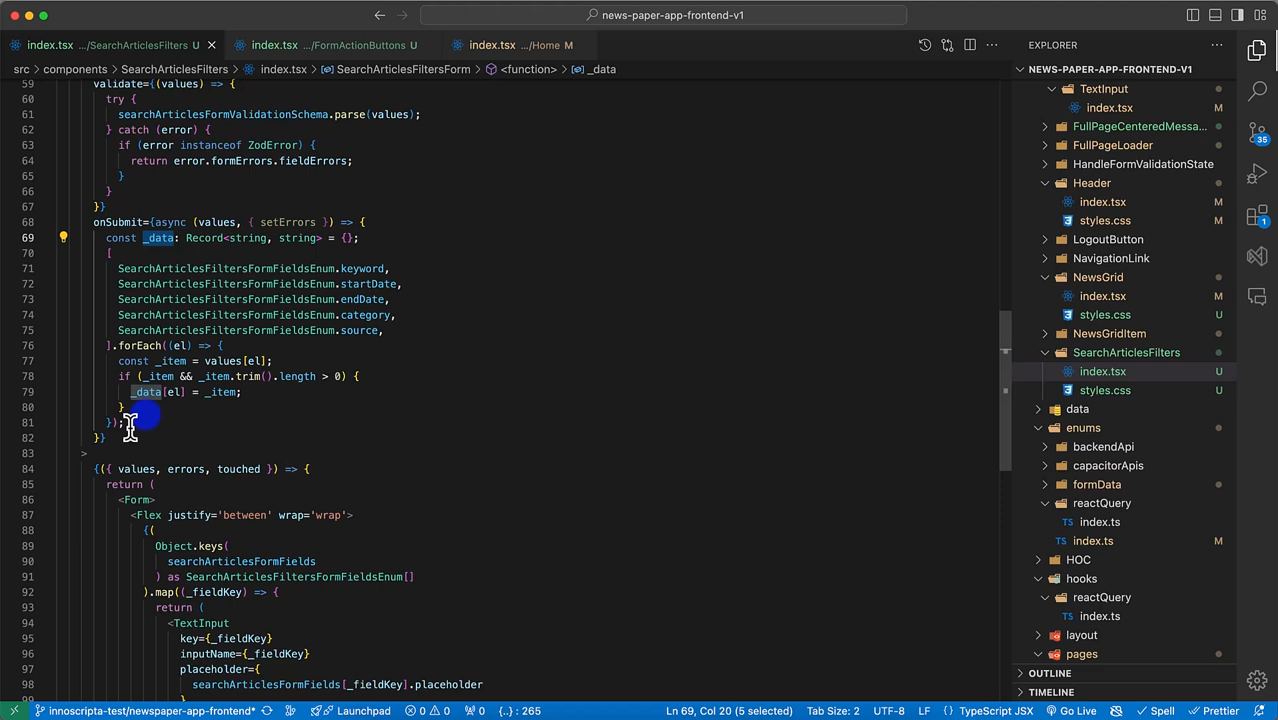 news-paper-app-frontend-v1
index.tsx .../SearchArticlesFilters U
index.tsx .../FormActionButtons U
index.tsx .../Home M
src > components > SearchArticlesFilters > index.tsx > SearchArticlesFiltersForm > <function> > _data
59 validate={(values) => {
60 try {
61 searchArticlesFormValidationSchema.parse(values);
62 } catch (error) {
63 if (error instanceof ZodError) {
64 return error.formErrors.fieldErrors;
65 }
66 }
67 }}
68 onSubmit={async (values, { setErrors }) => {
69 const _data: Record<string, string> = {};
70 [
71 SearchArticlesFiltersFormFieldsEnum.keyword,
72 SearchArticlesFiltersFormFieldsEnum.startDate,
73 SearchArticlesFiltersFormFieldsEnum.endDate,
74 SearchArticlesFiltersFormFieldsEnum.category,
75 SearchArticlesFiltersFormFieldsEnum.source,
76 ].forEach((el) => {
77 const _item = values[el];
78 if (_item && _item.trim().length > 0) {
79 _data[el] = _item;
80 }
81 });
82 }}
83 >
84 {({ values, errors, touched }) => {
85 return (
86 <Form>
87 <Flex justify='between' wrap='wrap'>
88 {(
89 Object.keys(
90 searchArticlesFormFields
91 ) as SearchArticlesFiltersFormFieldsEnum[]
92 ).map((_fieldKey) => {
93 return (
94 <TextInput
95 key={_fieldKey}
96 inputName={_fieldKey}
97 placeholder={
98 searchArticlesFormFields[_fieldKey].placeholder
99 }
EXPLORER
NEWS-PAPER-APP-FRONTEND-V1
TextInput
index.tsx M
FullPageCenteredMessa...
FullPageLoader
HandleFormValidationState
Header
index.tsx M
styles.css U
LogoutButton
NavigationLink
NewsGrid
index.tsx M
styles.css U
NewsGridItem
SearchArticlesFilters
index.tsx U
styles.css U
data
enums
backendApi
capacitorApis
formData
reactQuery
index.ts
index.ts M
HOC
hooks
reactQuery
index.ts
layout
pages
OUTLINE
TIMELINE
35
1
innoscripta-test/newspaper-app-frontend* Launchpad 0 0 0 {..} : 265 Ln 69, Col 20 (5 selected) Tab Size: 2 UTF-8 LF {} TypeScript JSX Go Live Spell Prettier